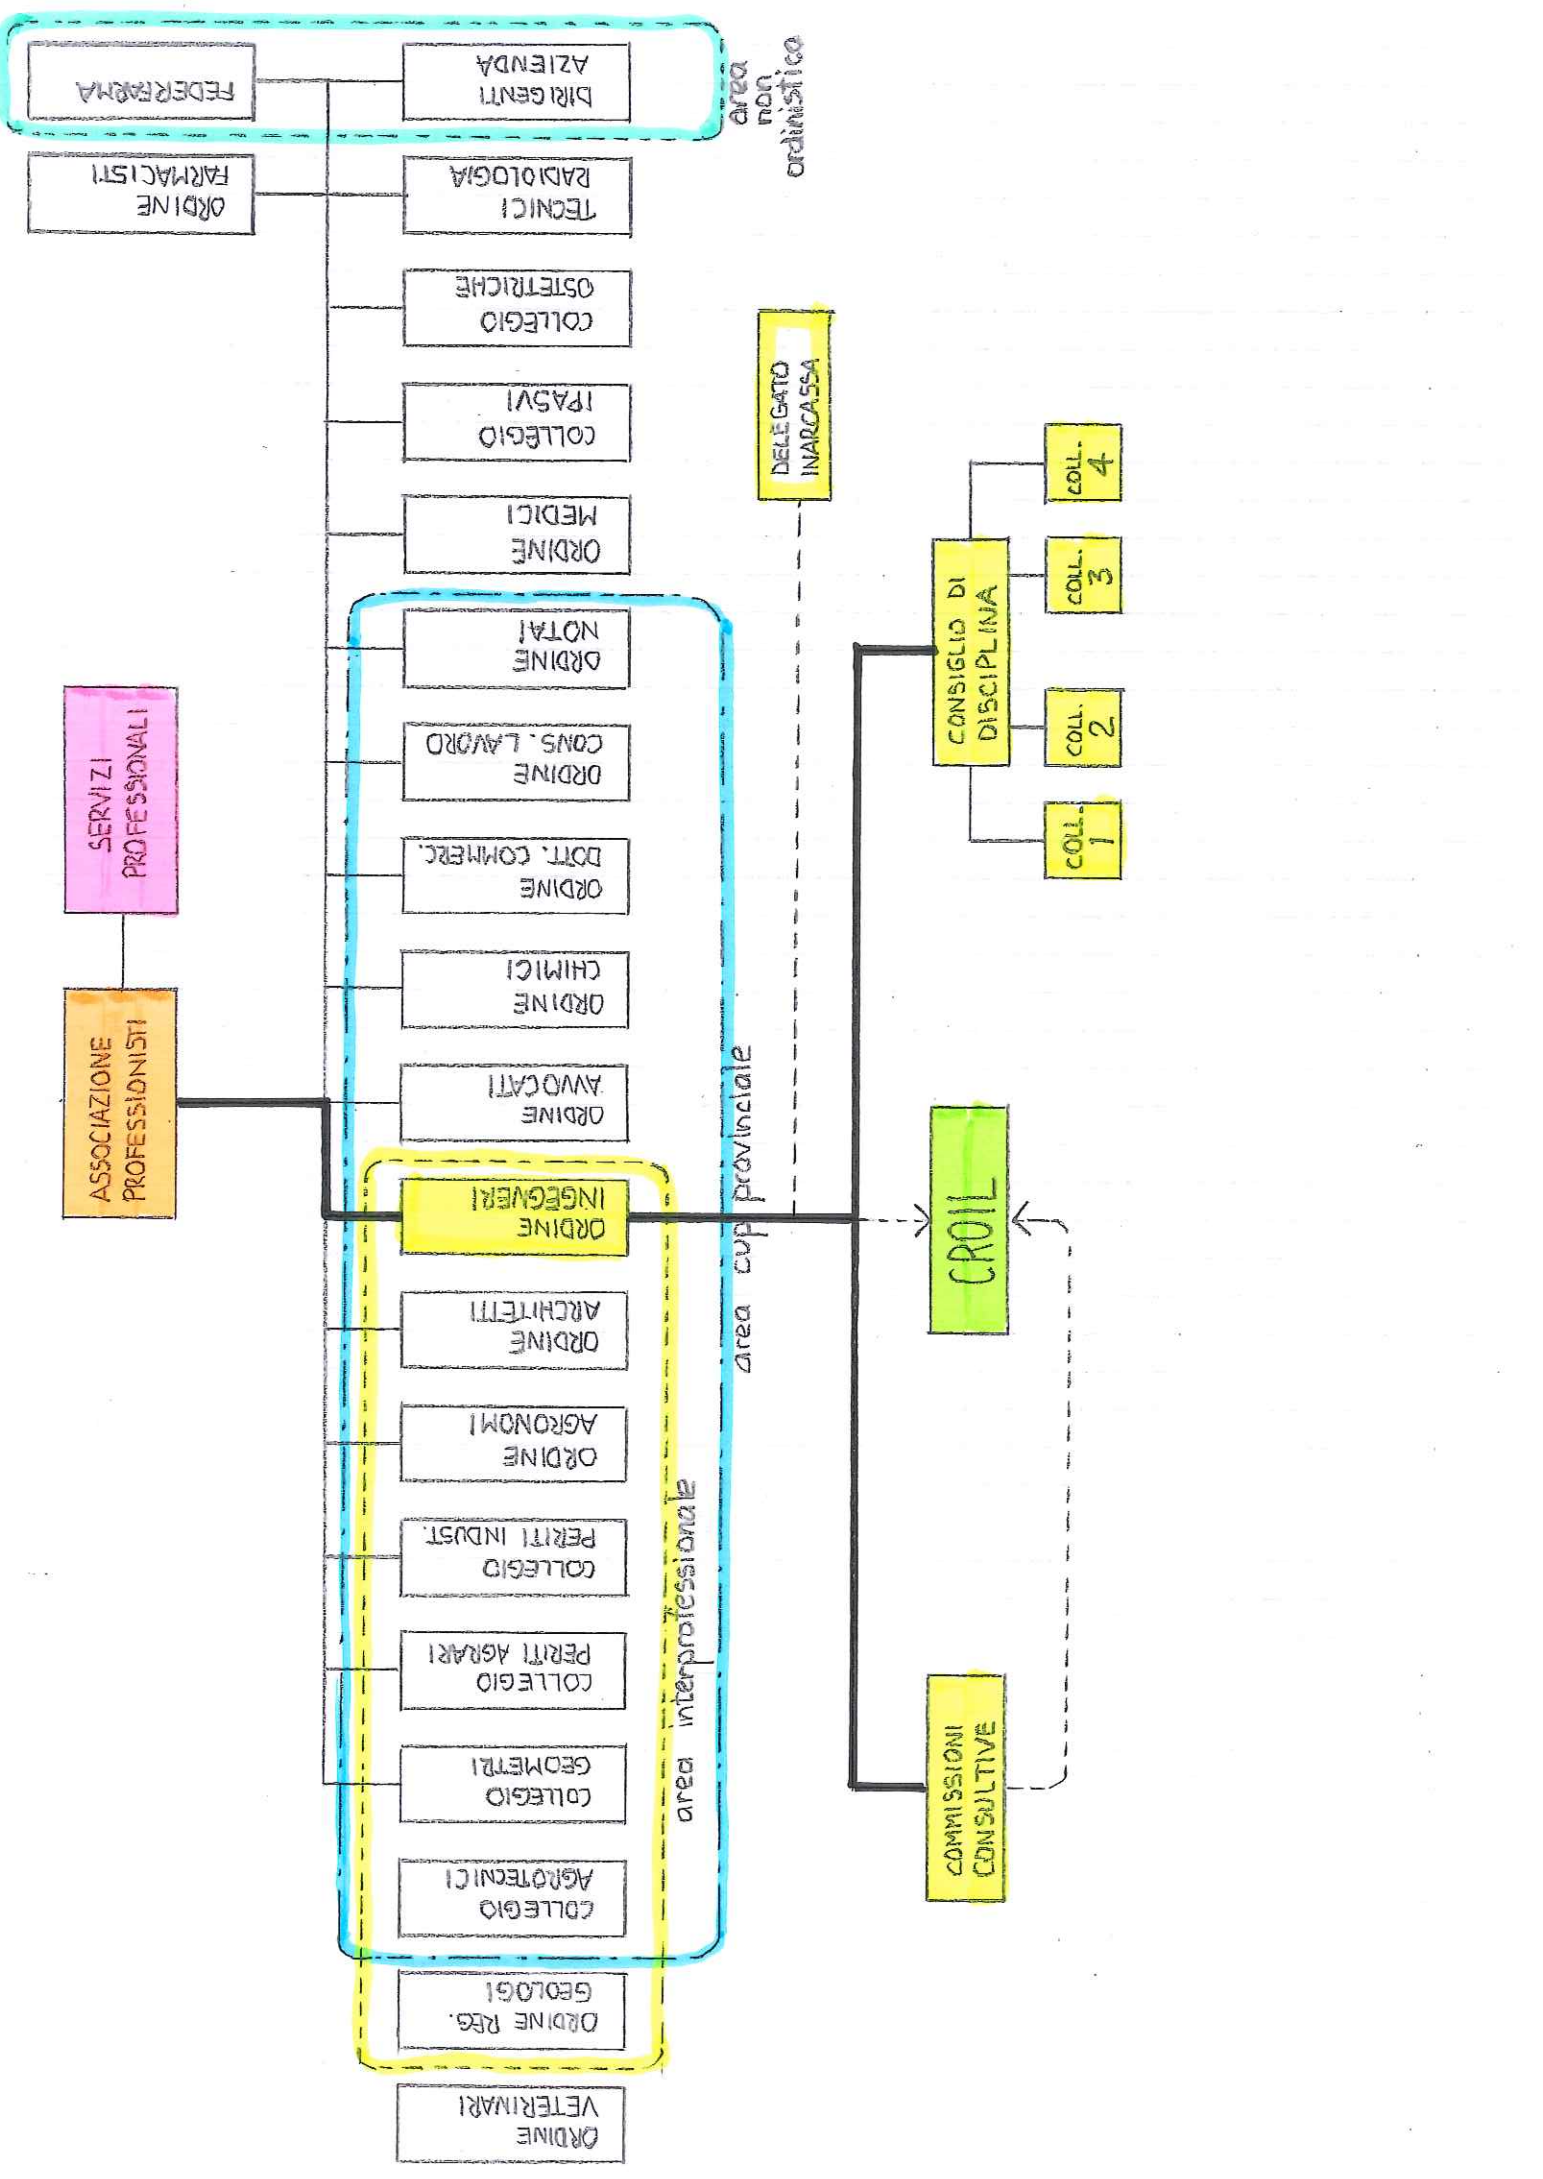 SERVIZI
PROFESSIONALI
ASSOCIAZIONE
PROFESSIONISTI
FEDERFARMA
ORDINE
FARMACISTI
DIRIGENTI
AZIENDA
TECNICI
RADIOLOGIA
COLLEGIO
OSTETRICHE
COLLEGIO
IPASVI
ORDINE
MEDICI
ORDINE
NOTAI
ORDINE
CONS. LAVORO
ORDINE
DOTT. COMMERC.
ORDINE
CHIMICI
ORDINE
AVVOCATI
ORDINE
INGEGNERI
ORDINE
ARCHITETTI
ORDINE
AGRONOMI
COLLEGIO
PERITI INDUST.
COLLEGIO
PERITI AGRARI
COLLEGIO
GEOMETRI
COLLEGIO
AGROTECNICI
ORDINE REG.
GEOLOGI
ORDINE
VETERINARI
area
non
ordinistica
area cup provinciale
area interprofessionale
DELEGATO
INARCASSA
CONSIGLIO DI
DISCIPLINA
COLL.
1
COLL.
2
COLL.
3
COLL.
4
CROIL
COMMISSIONI
CONSULTIVE